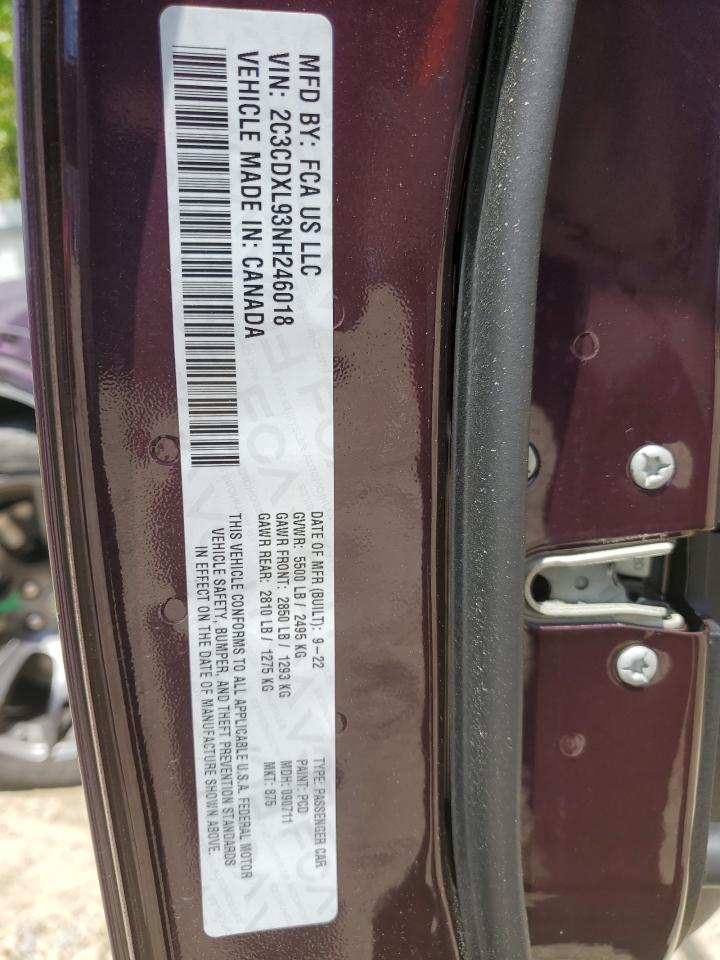 MFD BY: FCA US LLC
VIN: 2C3CDXL93NH246018
VEHICLE MADE IN: CANADA
DATE OF MFR (BUILT): 9-22
GVWR: 5500 LB / 2495 KG
GAWR FRONT: 2850 LB / 1293 KG
GAWR REAR: 2810 LB / 1275 KG
TYPE: PASSENGER CAR
PAINT: PCD
MDH: 090711
MKT: 875
THIS VEHICLE CONFORMS TO ALL APPLICABLE U.S.A. FEDERAL MOTOR
VEHICLE SAFETY, BUMPER, AND THEFT PREVENTION STANDARDS
IN EFFECT ON THE DATE OF MANUFACTURE SHOWN ABOVE.